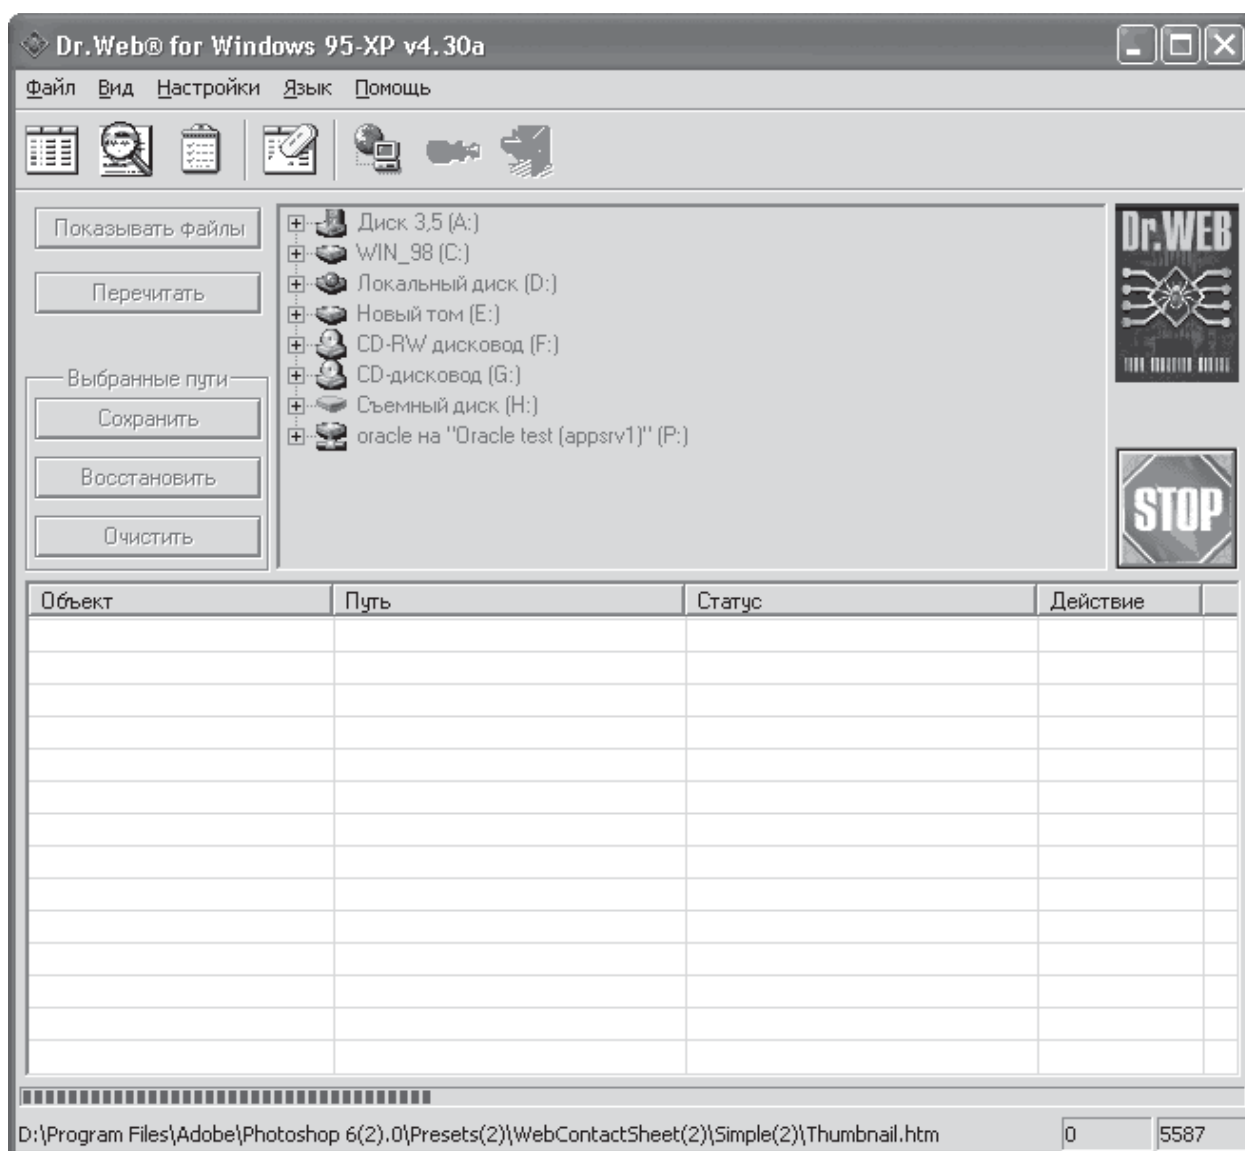 Dr.Web® for Windows 95-XP v4.30a
Файл Вид Настройки Язык Помощь
Показывать файлы
Перечитать
Выбранные пути
Сохранить
Восстановить
Очистить
Диск 3,5 (A:)
WIN_98 (C:)
Локальный диск (D:)
Новый том (E:)
CD-RW дисковод (F:)
CD-дисковод (G:)
Съемный диск (H:)
oracle на "Oracle test (appsrv1)" (P:)
Dr.WEB
STOP
Объект Путь Статус Действие
D:\Program Files\Adobe\Photoshop 6(2).0\Presets(2)\WebContactSheet(2)\Simple(2)\Thumbnail.htm 0 5587